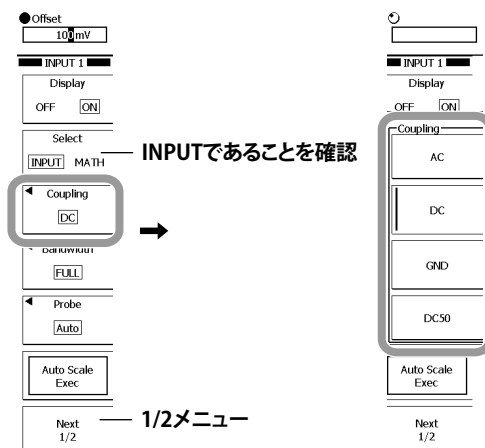 Offset
100mV
INPUT 1
Display
OFF ON
Select
INPUT MATH
INPUTであることを確認
Coupling
DC
Bandwidth
FULL
Probe
Auto
Auto Scale
Exec
Next
1/2
1/2メニュー
INPUT 1
Display
OFF ON
Coupling
AC
DC
GND
DC50
Auto Scale
Exec
Next
1/2